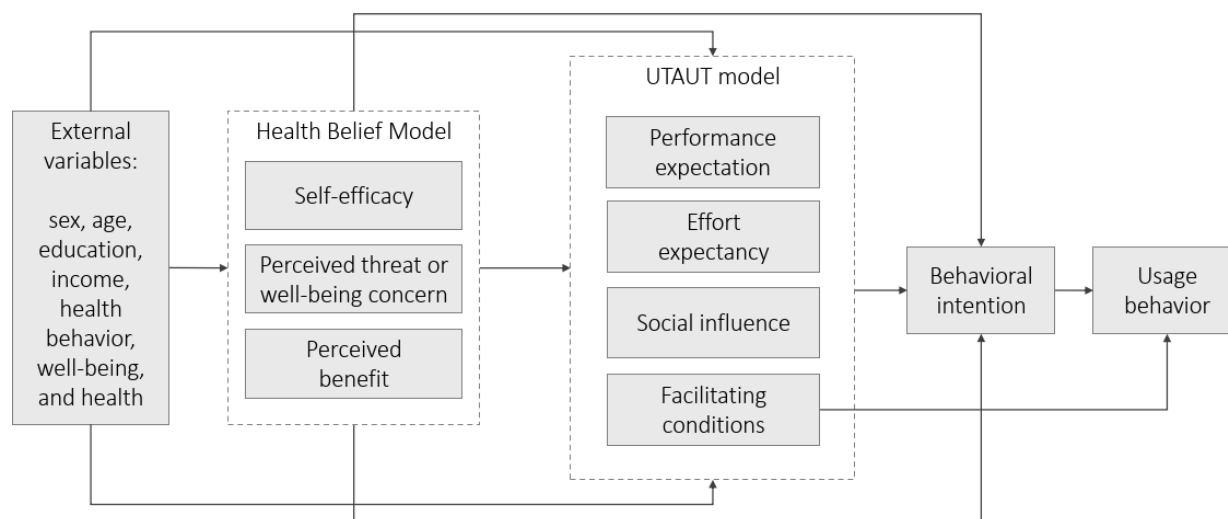 External
variables:
sex, age,
education,
income,
health
behavior,
well-being,
and health
Health Belief Model
Self-efficacy
Perceived threat or
well-being concern
Perceived
benefit
UTAUT model
Performance
expectation
Effort
expectancy
Social influence
Facilitating
conditions
Behavioral
intention
Usage
behavior